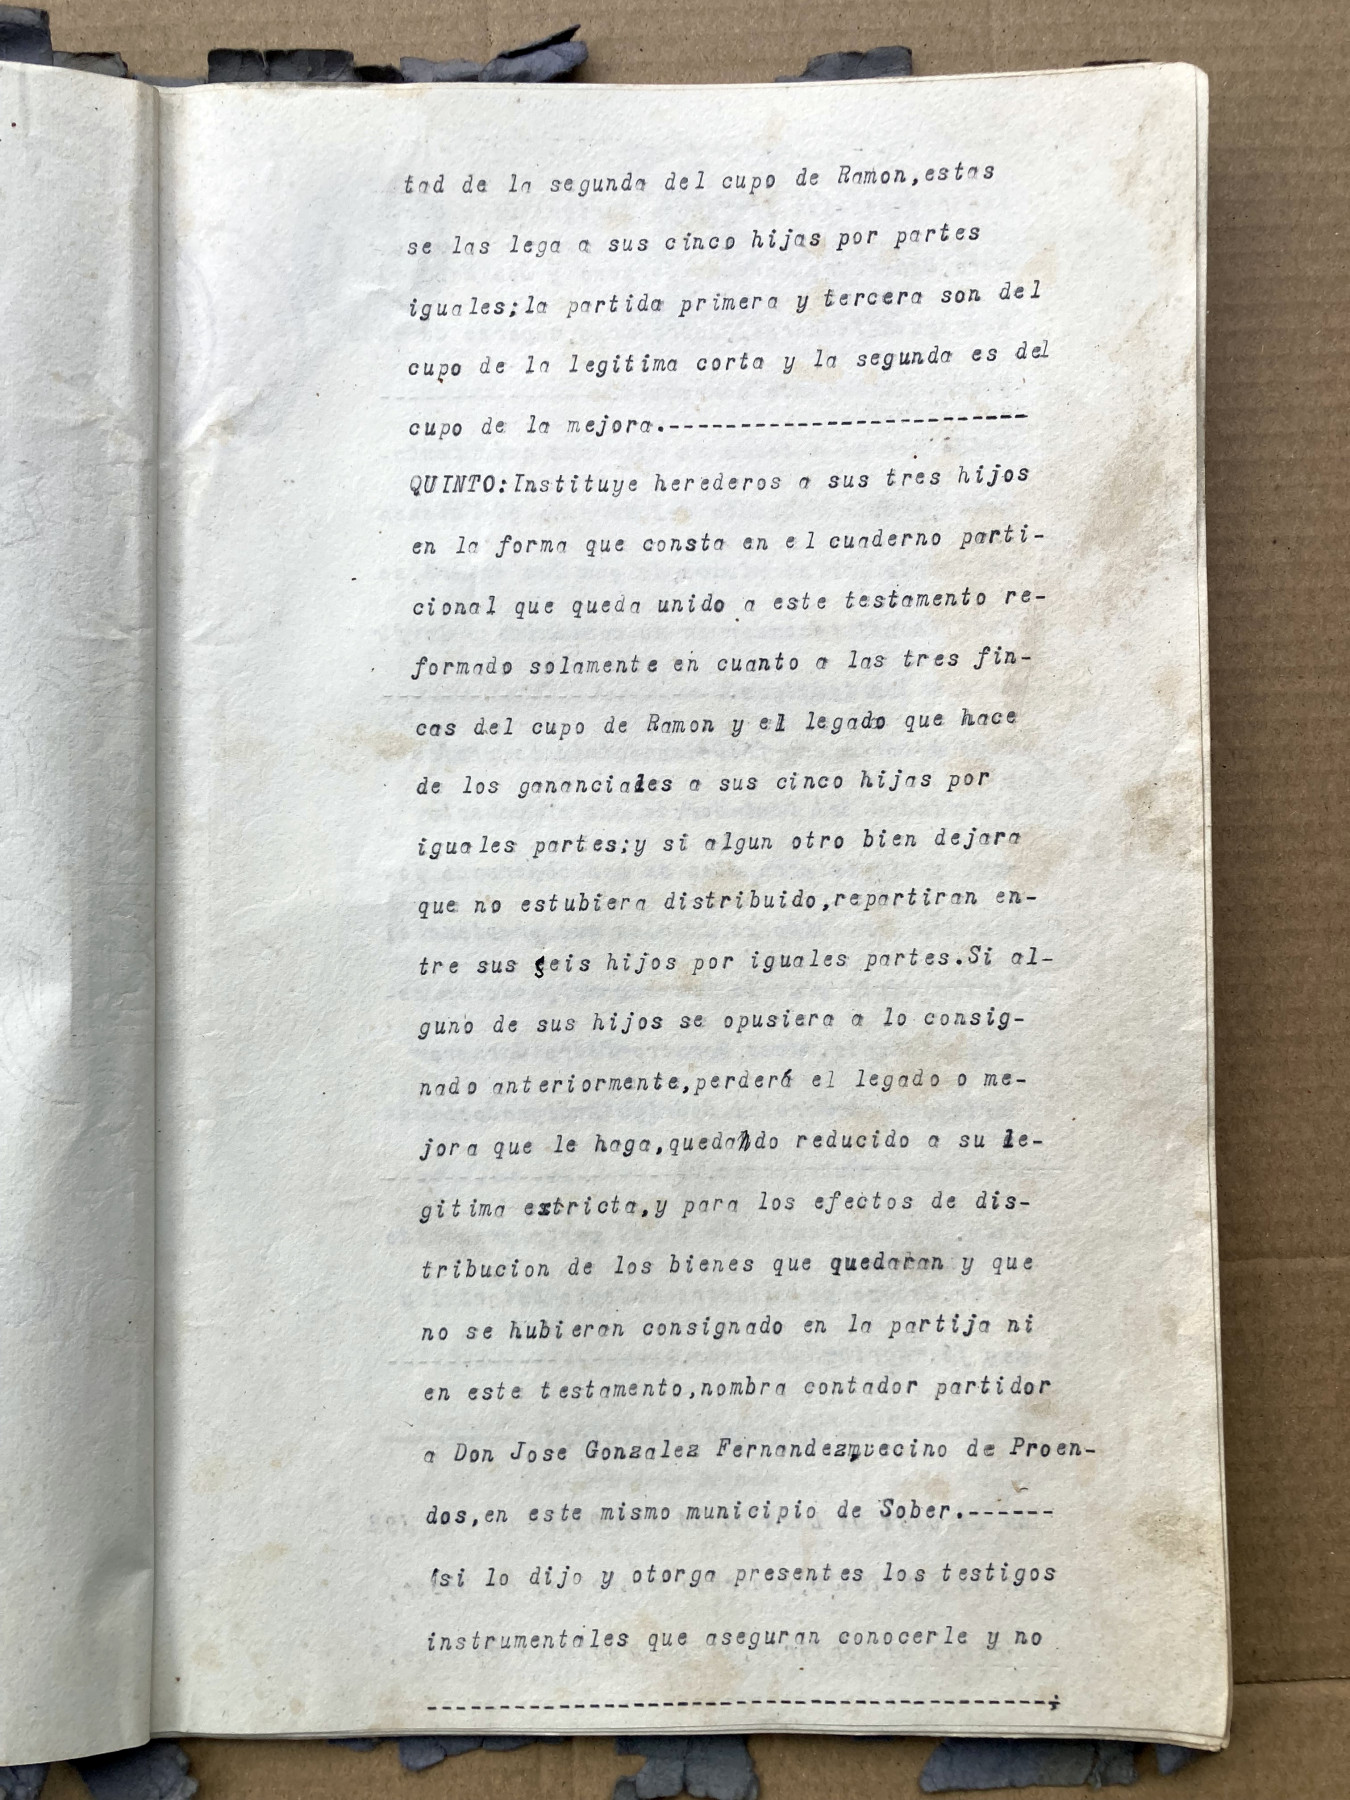 tad de la segunda del cupo de Ramon,estas
se las lega a sus cinco hijas por partes
iguales;la partida primera y tercera son del
cupo de la legitima corta y la segunda es del
cupo de la mejora.-------------------------
QUINTO:Instituye herederos a sus tres hijos
en la forma que consta en el cuaderno parti-
cional que queda unido a este testamento re-
formado solamente en cuanto a las tres fin-
cas del cupo de Ramon y el legado que hace
de los gananciales a sus cinco hijas por
iguales partes;y si algun otro bien dejara
que no estubiera distribuido,repartiran en-
tre sus seis hijos por iguales partes.Si al-
guno de sus hijos se opusiera a lo consig-
nado anteriormente,perderá el legado o me-
jora que le haga,quedando reducido a su le-
gitima extricta,y para los efectos de dis-
tribucion de los bienes que quedaran y que
no se hubieran consignado en la partija ni
en este testamento,nombra contador partidor
a Don Jose Gonzalez Fernandez,vecino de Proen-
dos,en este mismo municipio de Sober.------
Asi lo dijo y otorga presentes los testigos
instrumentales que aseguran conocerle y no
-------------------------------------------;